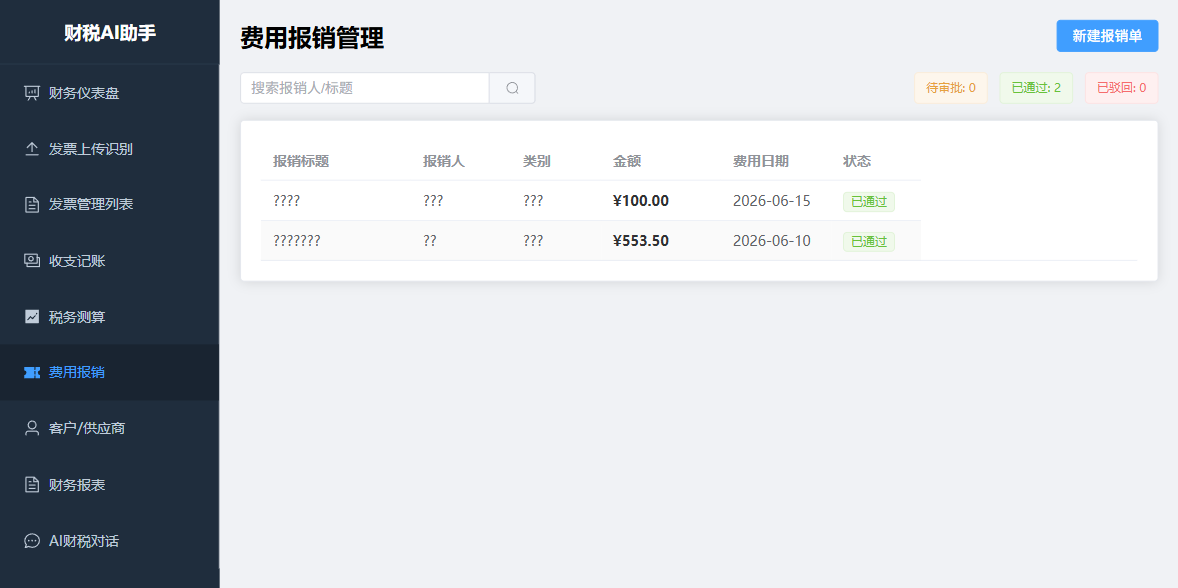 财税AI助手
财务仪表盘
发票上传识别
发票管理列表
收支记账
税务测算
费用报销
客户/供应商
财务报表
AI财税对话
费用报销管理
新建报销单
搜索报销人/标题
待审批: 0
已通过: 2
已驳回: 0
报销标题 报销人 类别 金额 费用日期 状态
???? ??? ??? ¥100.00 2026-06-15 已通过
??????? ?? ??? ¥553.50 2026-06-10 已通过